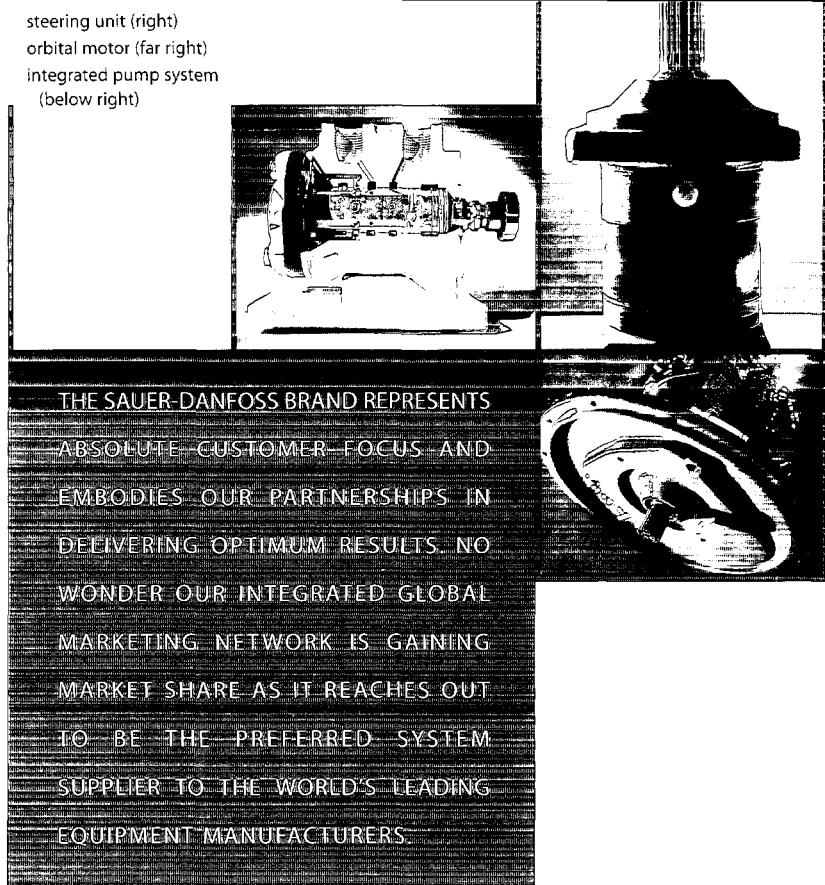 steering unit (right)
orbital motor (far right)
integrated pump system
(below right)
THE SAUER-DANFOSS BRAND REPRESENTS
ABSOLUTE CUSTOMER FOCUS AND
EMBODIES OUR PARTNERSHIPS IN
DELIVERING OPTIMUM RESULTS. NO
WONDER OUR INTEGRATED GLOBAL
MARKETING NETWORK IS GAINING
MARKET SHARE AS IT REACHES OUT
TO BE THE PREFERRED SYSTEM
SUPPLIER TO THE WORLD'S LEADING
EQUIPMENT MANUFACTURERS.